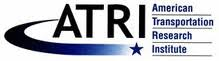 ATRI
American
Transportation
Research
Institute